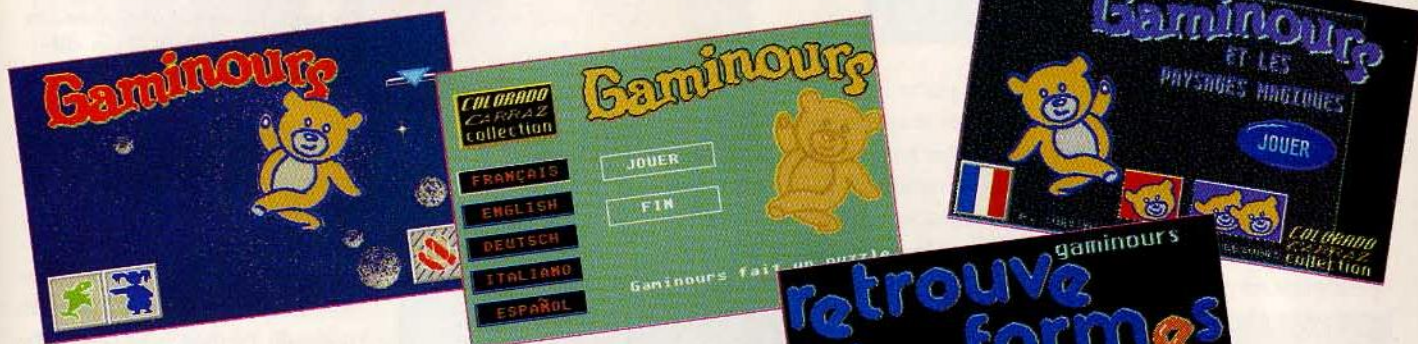 Gaminours
COLORADO
CARRAZ
collection
FRANÇAIS
ENGLISH
DEUTSCH
ITALIANO
ESPAÑOL
Gaminours
JOUER
FIN
Gaminours fait un puzzle
Gaminours
ET LES
PAYSAGES MAGIQUES
JOUER
COLORADO
CARRAZ
collection
gaminours
retrouve
formes